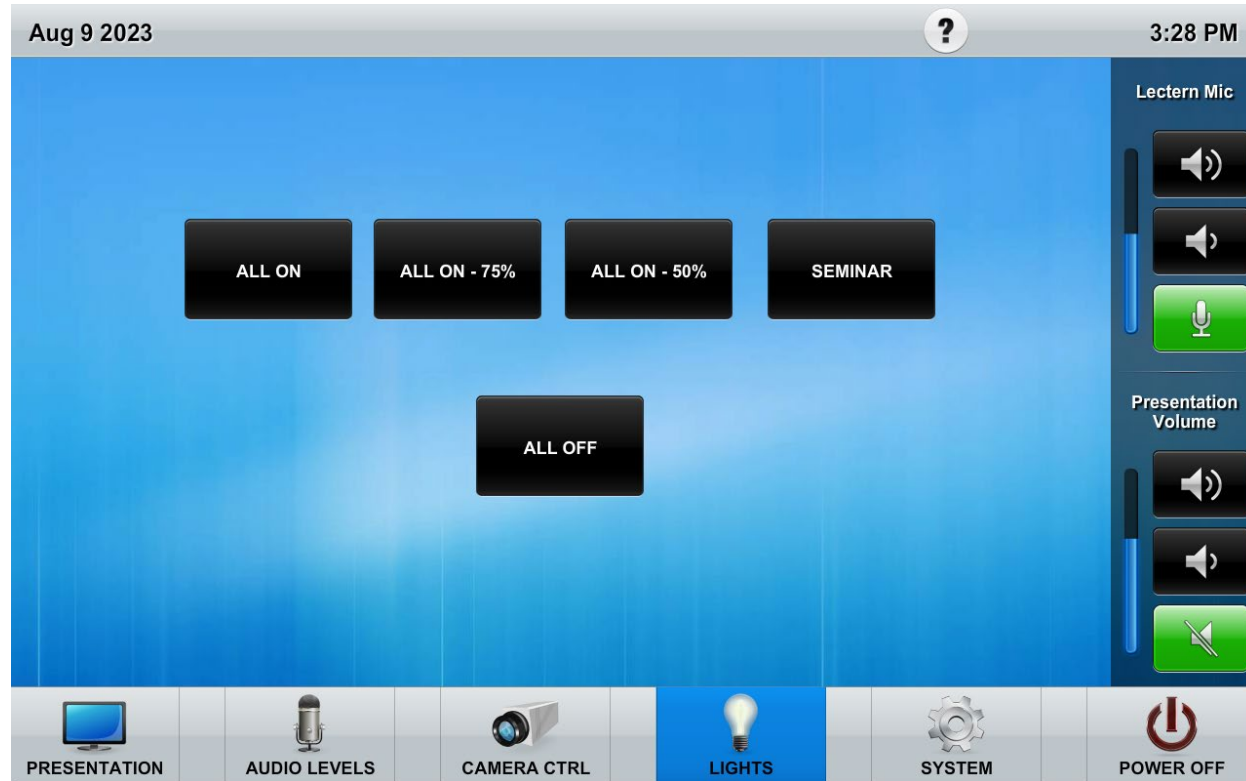 Aug 9 2023
?
3:28 PM
Lectern Mic
ALL ON
ALL ON - 75%
ALL ON - 50%
SEMINAR
ALL OFF
Presentation
Volume
PRESENTATION
AUDIO LEVELS
CAMERA CTRL
LIGHTS
SYSTEM
POWER OFF